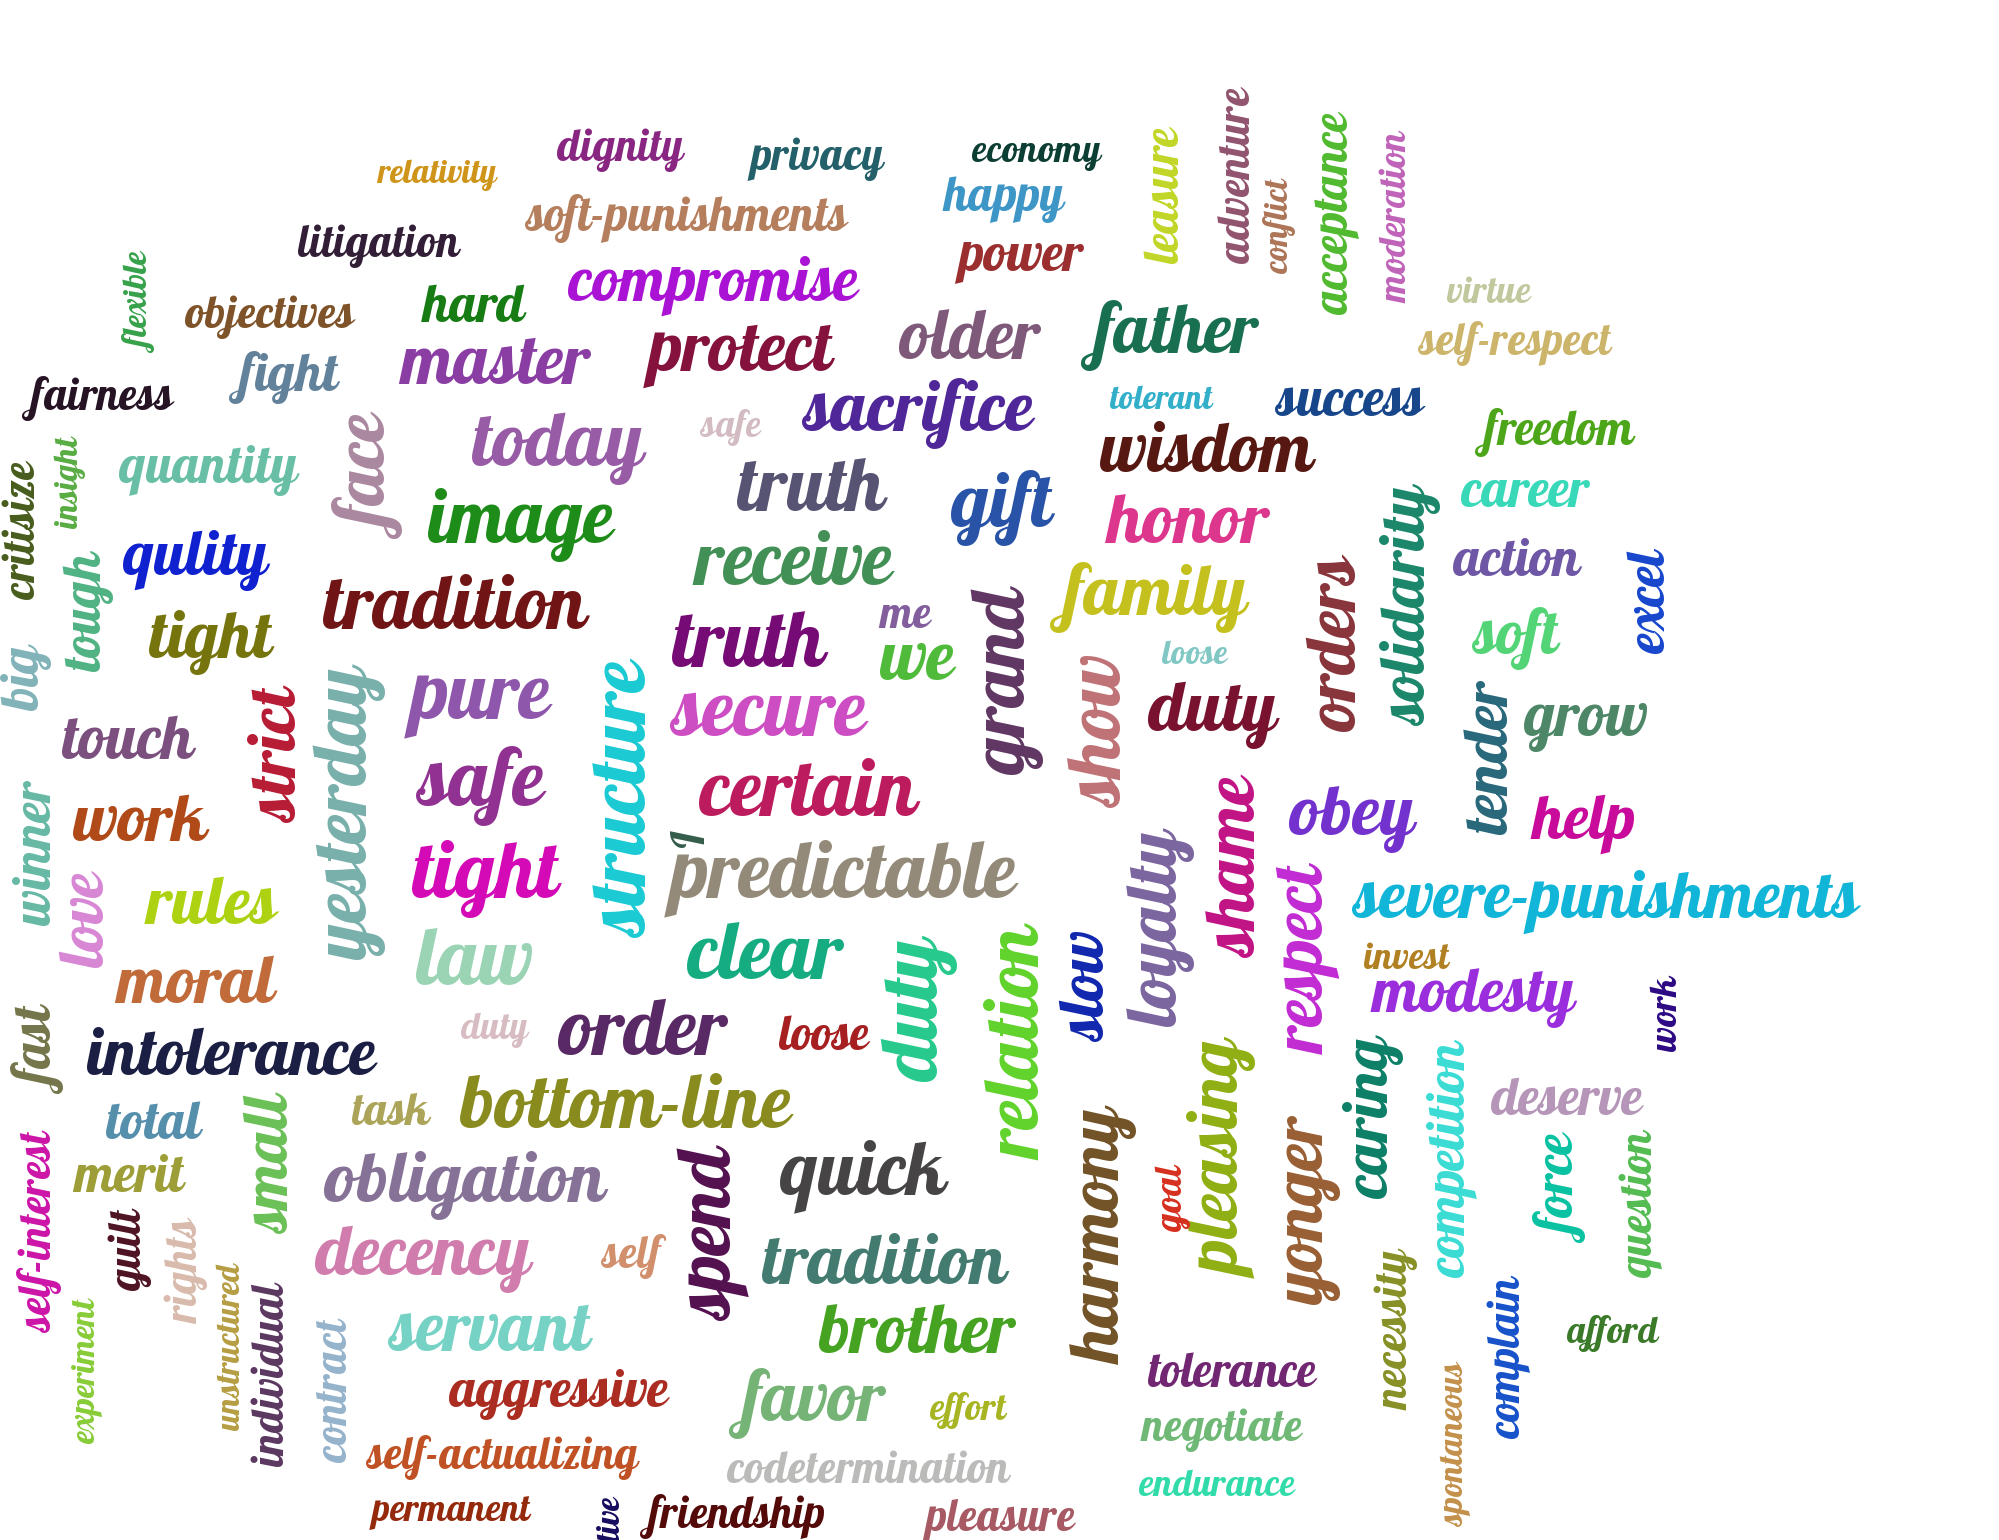 adventure
acceptance
leasure
dignity
privacy
economy
moderation
relativity
happy
conflict
soft-punishments
litigation
power
flexible
compromise
virtue
objectives
hard
father
older
protect
self-respect
fight
master
fairness
sacrifice
tolerant
success
face
today
safe
freedom
wisdom
insight
quantity
critisize
truth
gift
career
image
honor
solidarity
qulity
receive
action
excel
tough
tradition
family
orders
grand
tight
truth
me
we
soft
big
loose
yesterday
pure
structure
secure
show
duty
tender
grow
strict
touch
safe
certain
shame
obey
winner
work
help
I
tight
predictable
loyalty
love
rules
respect
severe-punishments
law
clear
duty
relation
slow
invest
moral
modesty
work
fast
intolerance
duty
order
loose
pleasing
caring
competition
total
small
task
bottom-line
harmony
deserve
self-interest
merit
obligation
spend
quick
goal
yonger
force
question
guilt
rights
decency
self
tradition
unstructured
individual
experiment
contract
servant
brother
necessity
complain
afford
aggressive
favor
effort
tolerance
spontaneous
self-actualizing
codetermination
negotiate
endurance
permanent
tive
friendship
pleasure